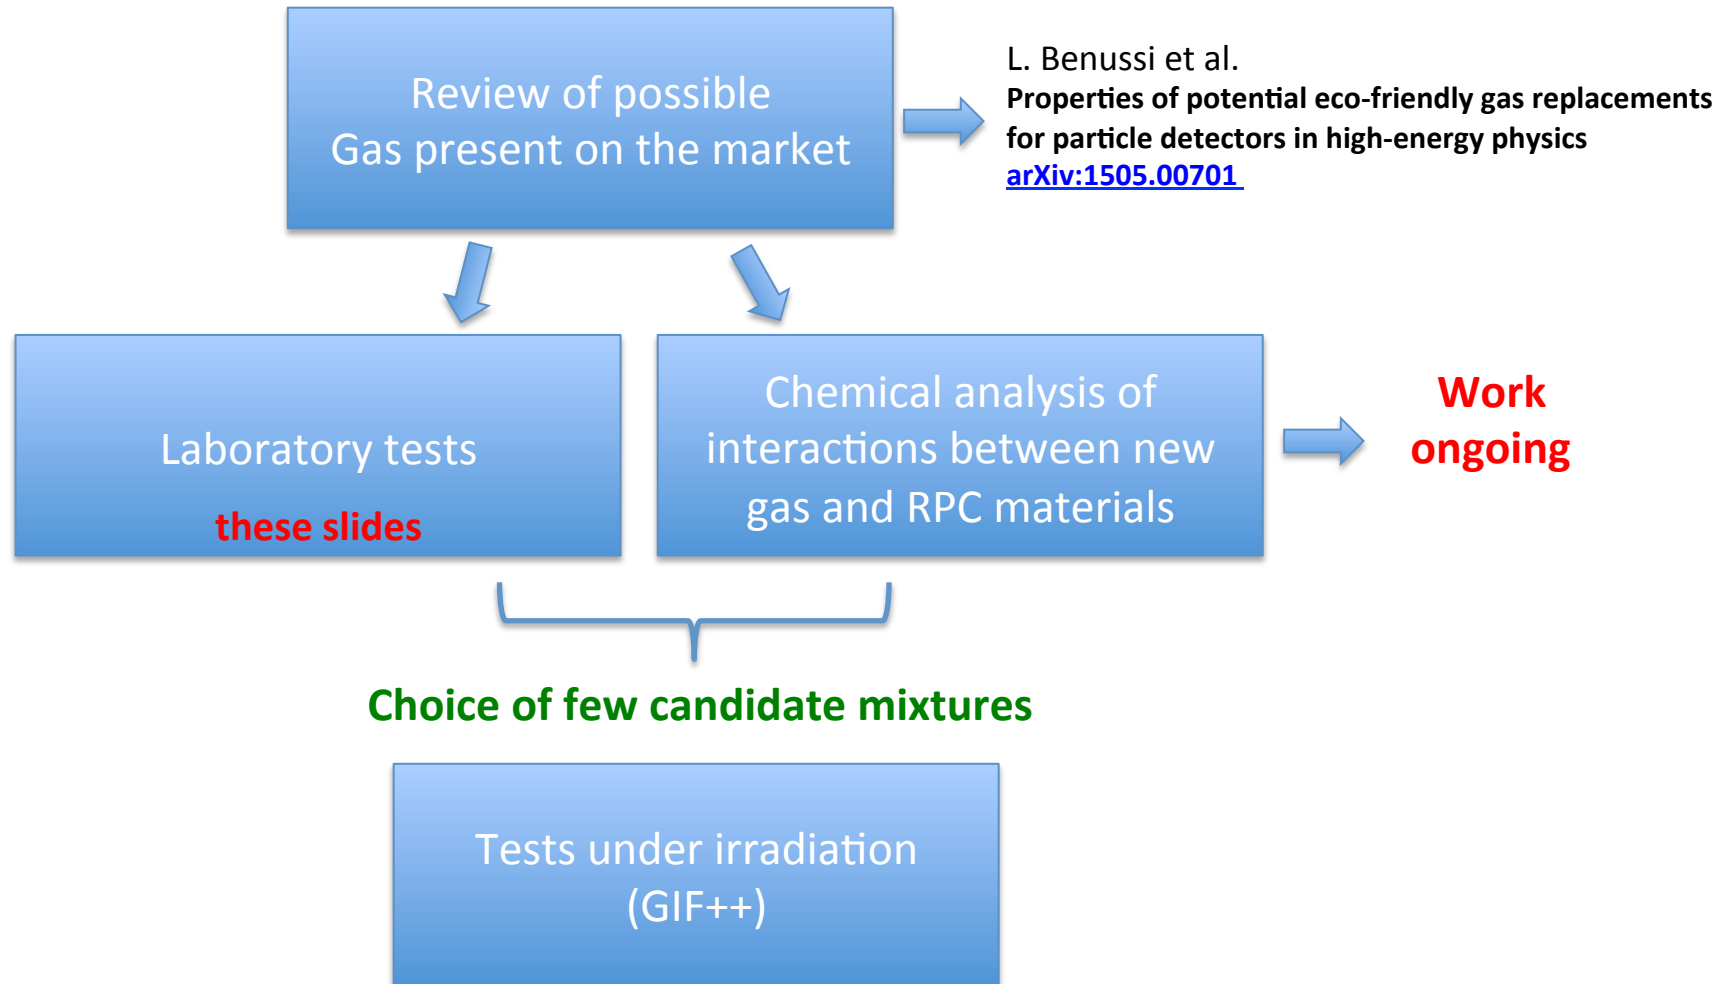 Review of possible
Gas present on the market
L. Benussi et al.
Properties of potential eco-friendly gas replacements
for particle detectors in high-energy physics
arXiv:1505.00701
Laboratory tests
these slides
Chemical analysis of
interactions between new
gas and RPC materials
Work
ongoing
Choice of few candidate mixtures
Tests under irradiation
(GIF++)